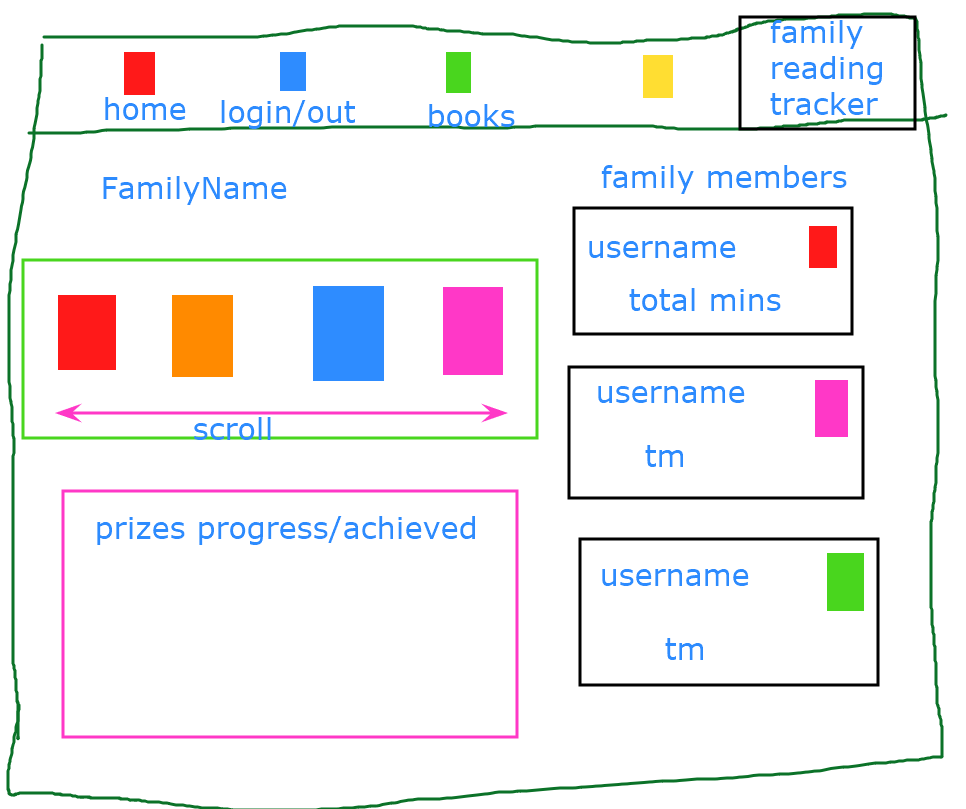 home
login/out
books
family
reading
tracker
FamilyName
scroll
prizes progress/achieved
family members
username
total mins
username
tm
username
tm